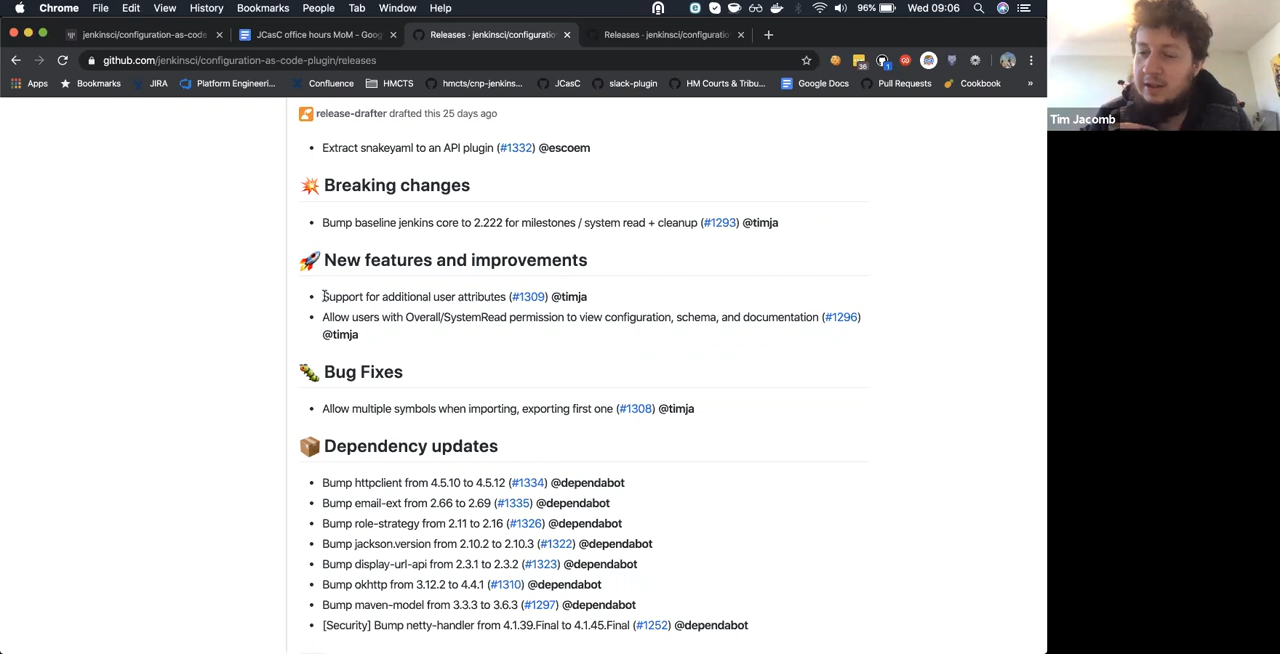 Chrome File Edit View History Bookmarks People Tab Window Help 96% Wed 09:06
jenkinsci/configuration-as-code JCasC office hours MoM – Goog Releases · jenkinsci/configuratio Releases · jenkinsci/configuratio
github.com/jenkinsci/configuration-as-code-plugin/releases
Apps Bookmarks JIRA Platform Engineeri... Confluence HMCTS hmcts/cnp-jenkins... JCasC slack-plugin HM Courts & Tribu... Google Docs Pull Requests Cookbook »
release-drafter drafted this 25 days ago
Tim Jacomb
• Extract snakeyaml to an API plugin (#1332) @escoem
Breaking changes
• Bump baseline jenkins core to 2.222 for milestones / system read + cleanup (#1293) @timja
New features and improvements
• Support for additional user attributes (#1309) @timja
• Allow users with Overall/SystemRead permission to view configuration, schema, and documentation (#1296)
@timja
Bug Fixes
• Allow multiple symbols when importing, exporting first one (#1308) @timja
Dependency updates
• Bump httpclient from 4.5.10 to 4.5.12 (#1334) @dependabot
• Bump email-ext from 2.66 to 2.69 (#1335) @dependabot
• Bump role-strategy from 2.11 to 2.16 (#1326) @dependabot
• Bump jackson.version from 2.10.2 to 2.10.3 (#1322) @dependabot
• Bump display-url-api from 2.3.1 to 2.3.2 (#1323) @dependabot
• Bump okhttp from 3.12.2 to 4.4.1 (#1310) @dependabot
• Bump maven-model from 3.3.3 to 3.6.3 (#1297) @dependabot
• [Security] Bump netty-handler from 4.1.39.Final to 4.1.45.Final (#1252) @dependabot